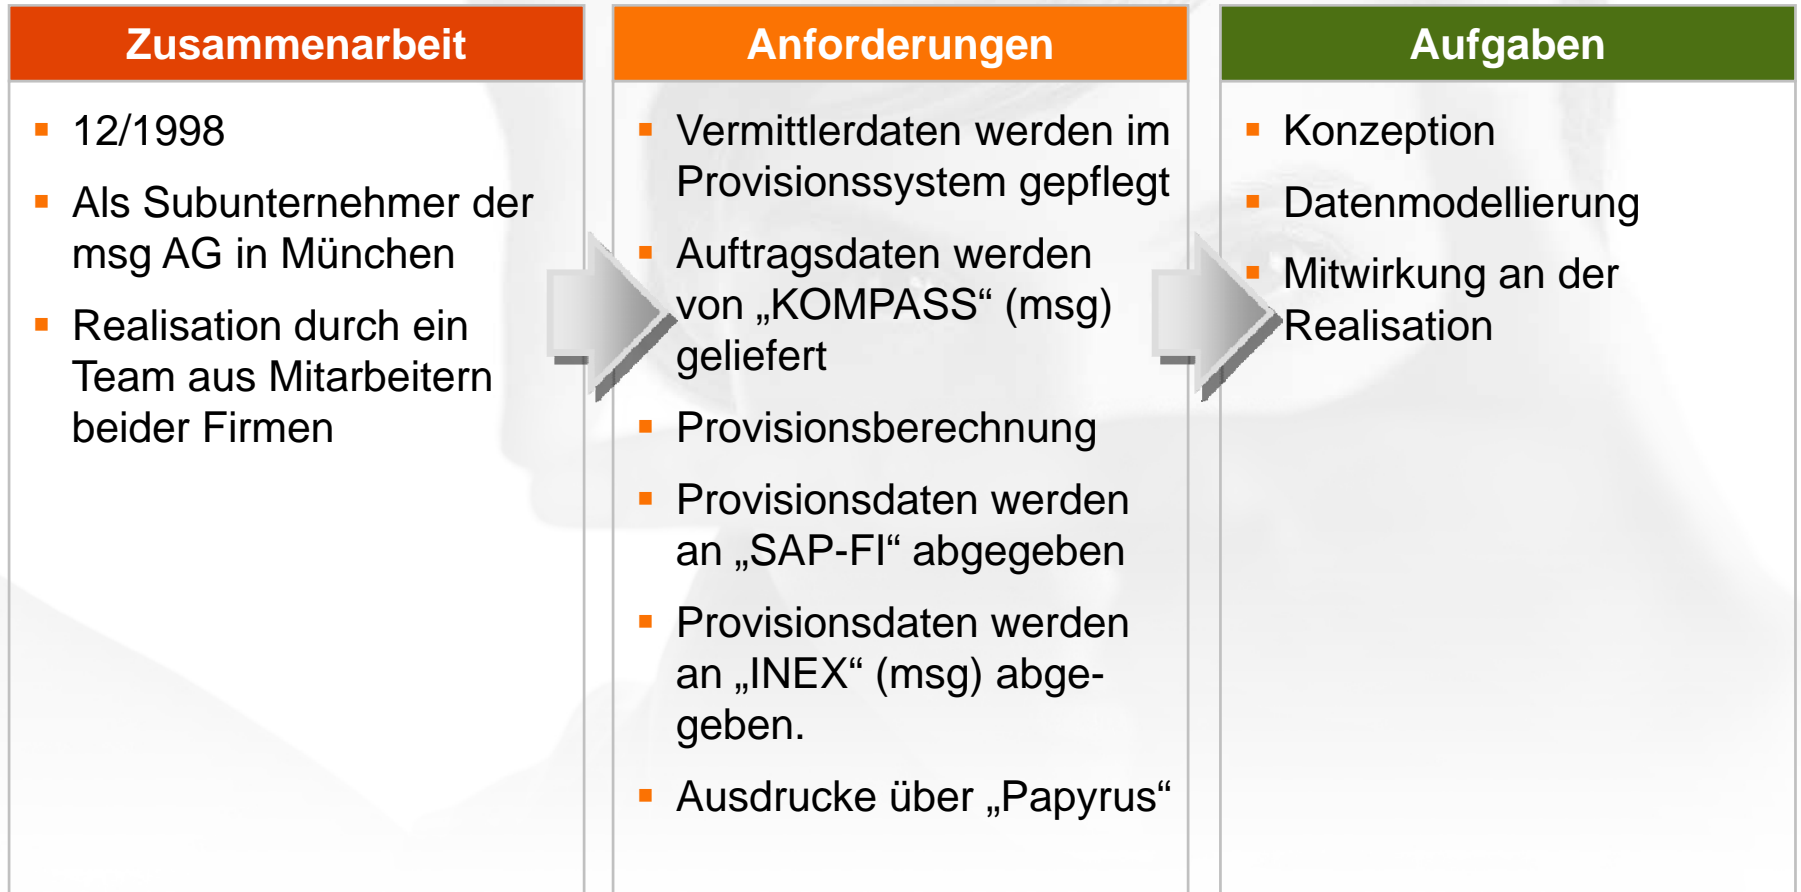 Zusammenarbeit
12/1998
Als Subunternehmer der
msg AG in München
Realisation durch ein
Team aus Mitarbeitern
beider Firmen
Anforderungen
Vermittlerdaten werden im
Provisionssystem gepflegt
Auftragsdaten werden
von „KOMPASS“ (msg)
geliefert
Provisionsberechnung
Provisionsdaten werden
an „SAP-FI“ abgegeben
Provisionsdaten werden
an „INEX“ (msg) abge-
geben.
Ausdrucke über „Papyrus“
Aufgaben
Konzeption
Datenmodellierung
Mitwirkung an der
Realisation